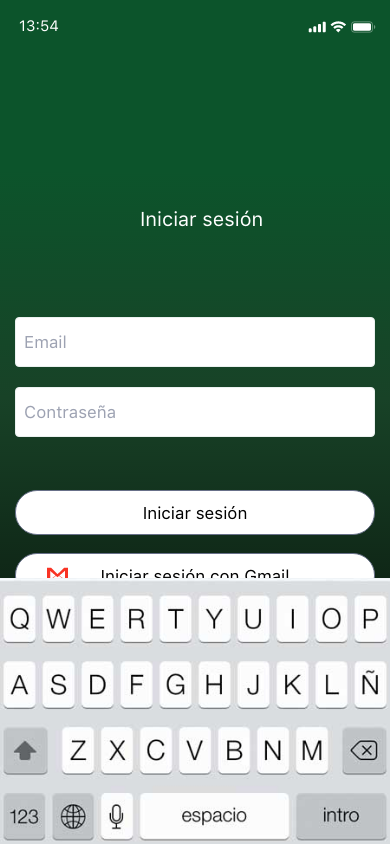 13:54
Iniciar sesión
Email
Contraseña
Iniciar sesión
Iniciar sesión con Gmail
Q W E R T Y U I O P
A S D F G H J K L Ñ
Z X C V B N M
123 espacio intro